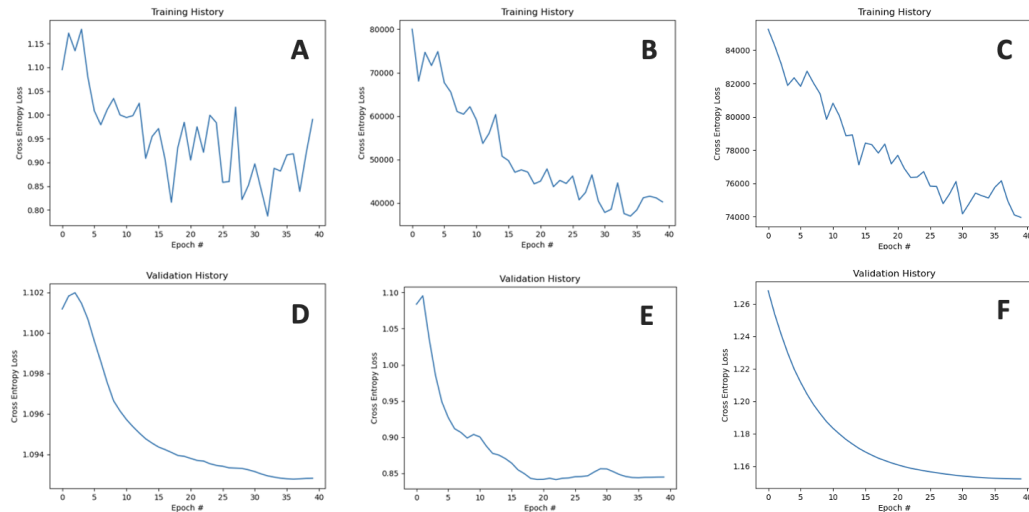 Training History
A
1.15
1.10
1.05
1.00
0.95
0.90
0.85
0.80
Cross Entropy Loss
0 5 10 15 20 25 30 35 40
Epoch #
Training History
B
80000
70000
60000
50000
40000
Cross Entropy Loss
0 5 10 15 20 25 30 35 40
Epoch #
Training History
C
84000
82000
80000
78000
76000
74000
Cross Entropy Loss
0 5 10 15 20 25 30 35 40
Epoch #
Validation History
D
1.102
1.100
1.098
1.096
1.094
Cross Entropy Loss
0 5 10 15 20 25 30 35 40
Epoch #
Validation History
E
1.10
1.05
1.00
0.95
0.90
0.85
0.80
Cross Entropy Loss
0 5 10 15 20 25 30 35 40
Epoch #
Validation History
F
1.26
1.24
1.22
1.20
1.18
1.16
Cross Entropy Loss
0 5 10 15 20 25 30 35 40
Epoch #